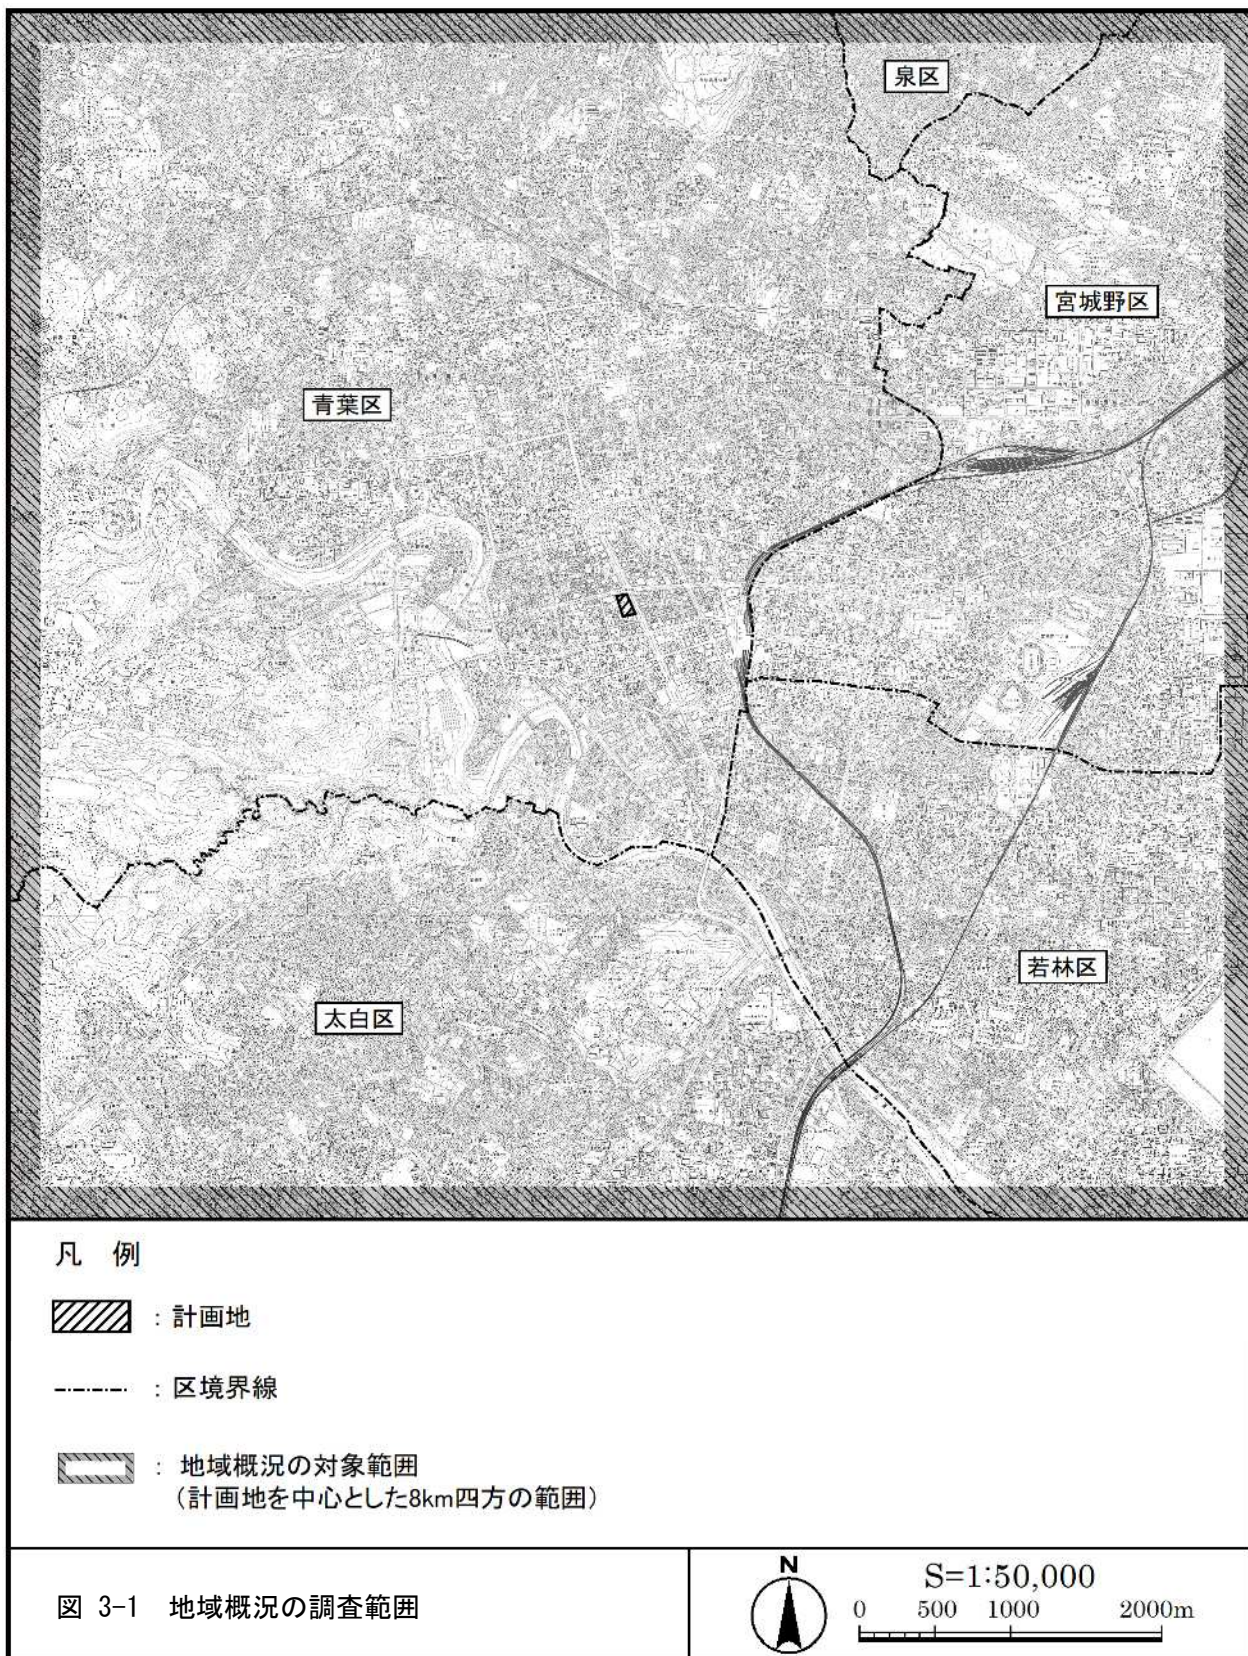 泉区
宮城野区
青葉区
若林区
太白区
凡 例
：計画地
：区境界線
：地域概況の対象範囲
（計画地を中心とした8km四方の範囲）
図 3-1 地域概況の調査範囲
N
S=1:50,000
0 500 1000 2000m